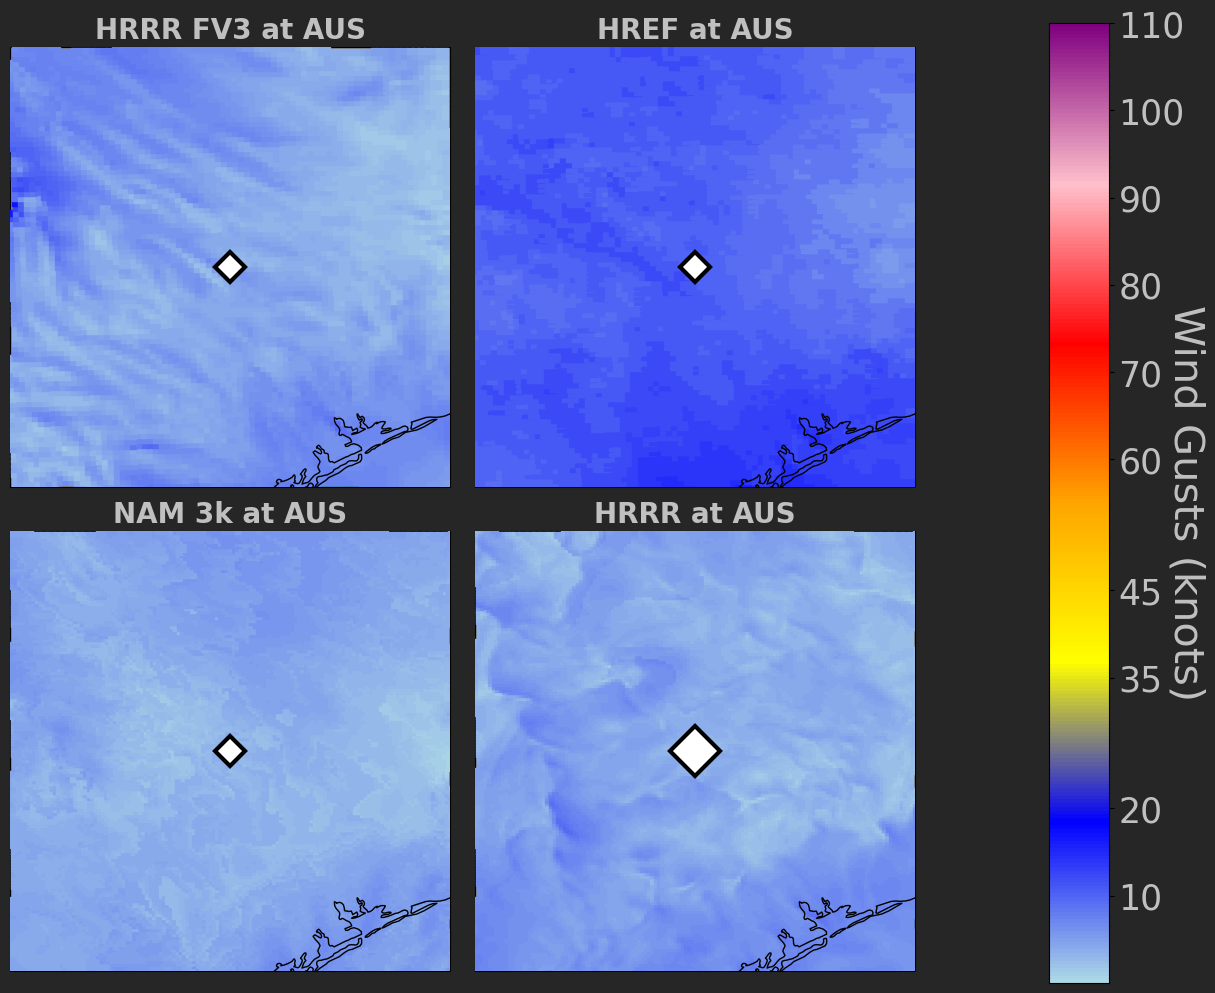 HRRR FV3 at AUS
HREF at AUS
NAM 3k at AUS
HRRR at AUS
110
100
90
80
70
60
45
35
20
10
Wind Gusts (knots)